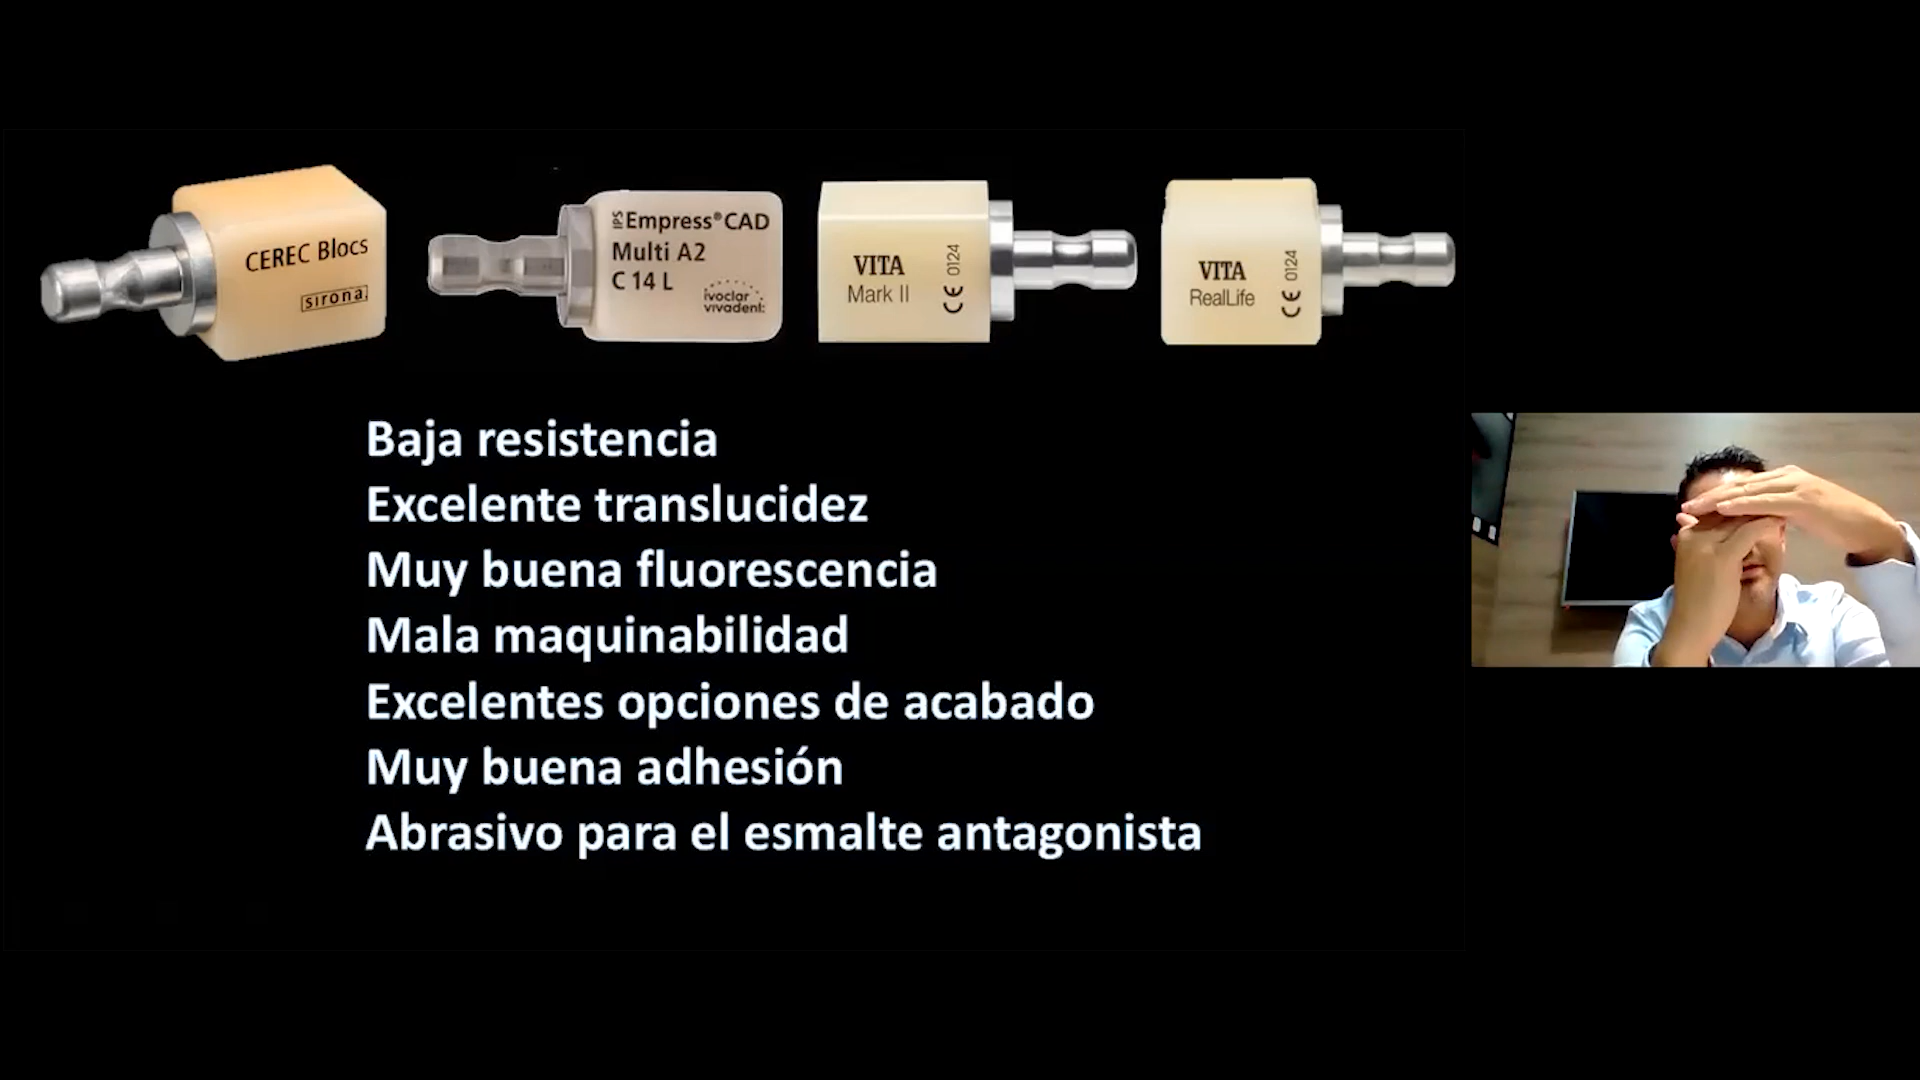 CEREC Blocs
sirona
IPS Empress® CAD
Multi A2
C 14 L
ivoclar
vivadent:
VITA
Mark II
CE 0124
VITA
RealLife
CE 0124
Baja resistencia
Excelente translucidez
Muy buena fluorescencia
Mala maquinabilidad
Excelentes opciones de acabado
Muy buena adhesión
Abrasivo para el esmalte antagonista